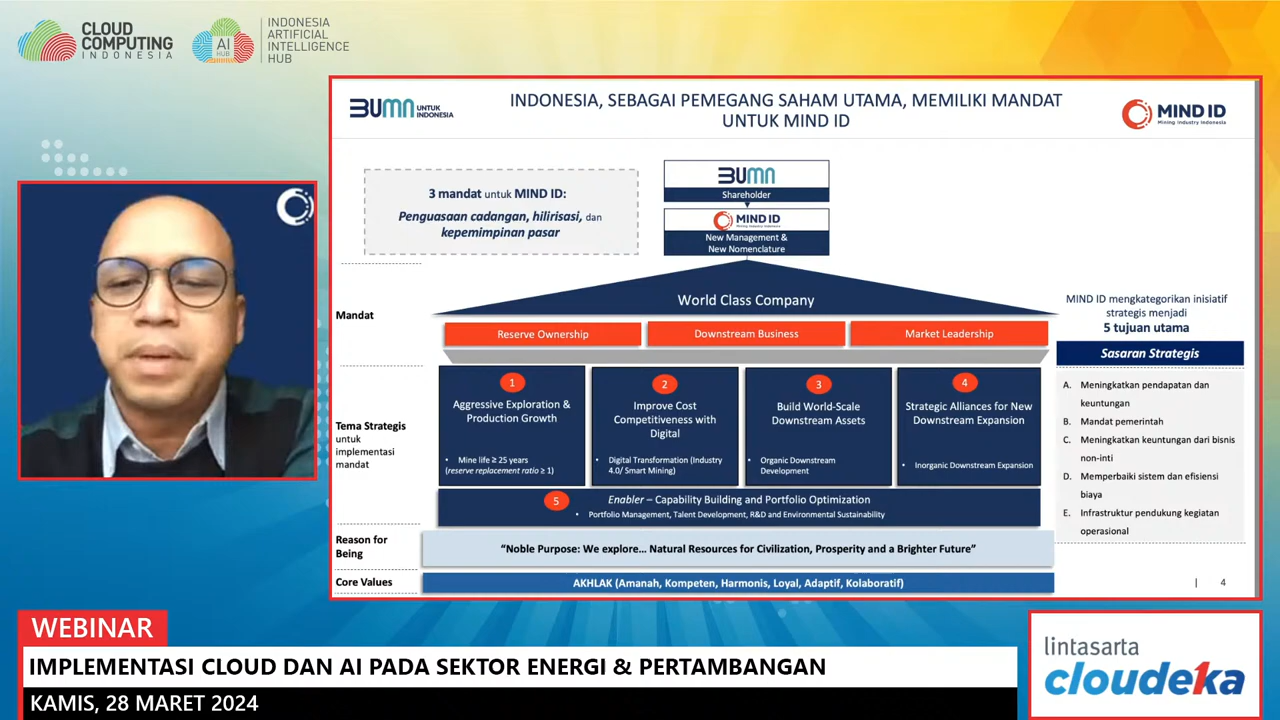 CLOUD
COMPUTING
INDONESIA
AI
HUB
INDONESIA
ARTIFICIAL
INTELLIGENCE
HUB
BUMN UNTUK
INDONESIA
INDONESIA, SEBAGAI PEMEGANG SAHAM UTAMA, MEMILIKI MANDAT
UNTUK MIND ID
MIND ID
Mining Industry Indonesia
3 mandat untuk MIND ID:
Penguasaan cadangan, hilirisasi, dan
kepemimpinan pasar
BUMN
Shareholder
MIND ID
Mining Industry Indonesia
New Management &
New Nomenclature
Mandat
World Class Company
Reserve Ownership
Downstream Business
Market Leadership
Tema Strategis
untuk
implementasi
mandat
1
Aggressive Exploration &
Production Growth
• Mine life ≥ 25 years
(reserve replacement ratio ≥ 1)
2
Improve Cost
Competitiveness with
Digital
• Digital Transformation (Industry
4.0/ Smart Mining)
3
Build World-Scale
Downstream Assets
• Organic Downstream
Development
4
Strategic Alliances for New
Downstream Expansion
• Inorganic Downstream Expansion
5
Enabler – Capability Building and Portfolio Optimization
• Portfolio Management, Talent Development, R&D and Environmental Sustainability
Reason for
Being
“Noble Purpose: We explore... Natural Resources for Civilization, Prosperity and a Brighter Future”
Core Values
AKHLAK (Amanah, Kompeten, Harmonis, Loyal, Adaptif, Kolaboratif)
MIND ID mengkategorikan inisiatif
strategis menjadi
5 tujuan utama
Sasaran Strategis
A. Meningkatkan pendapatan dan
keuntungan
B. Mandat pemerintah
C. Meningkatkan keuntungan dari bisnis
non-inti
D. Memperbaiki sistem dan efisiensi
biaya
E. Infrastruktur pendukung kegiatan
operasional
| 4
WEBINAR
IMPLEMENTASI CLOUD DAN AI PADA SEKTOR ENERGI & PERTAMBANGAN
KAMIS, 28 MARET 2024
lintasarta
cloudeka